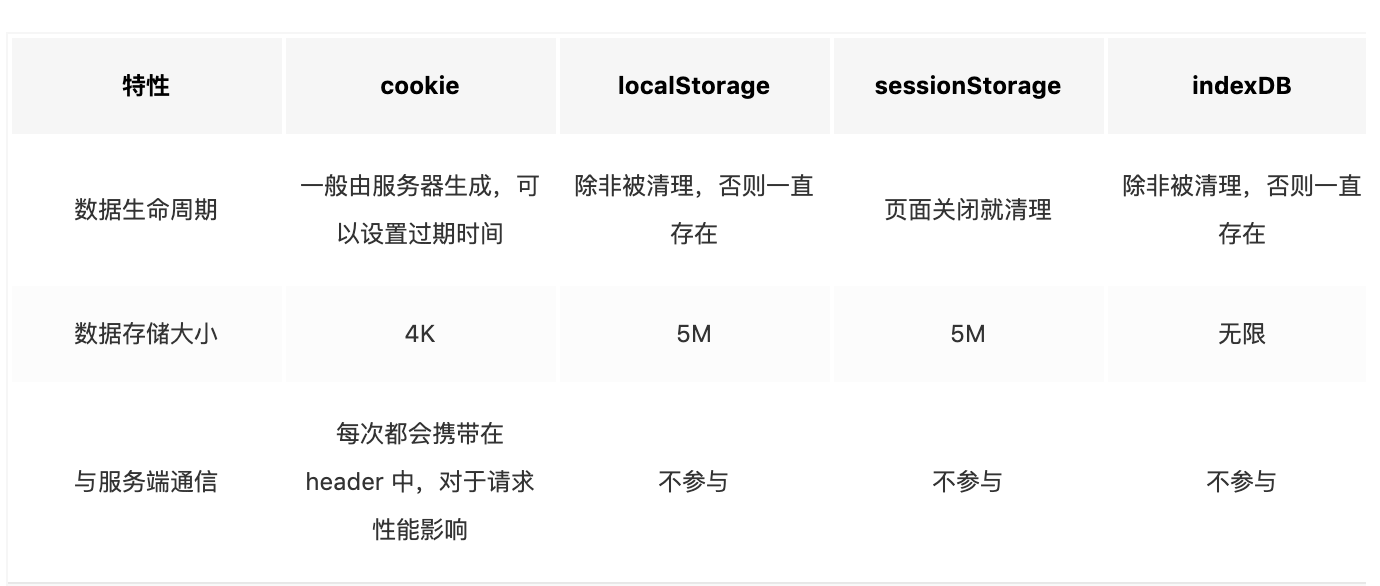 特性 cookie localStorage sessionStorage indexDB
数据生命周期
一般由服务器生成，可
以设置过期时间
除非被清理，否则一直
存在
页面关闭就清理
除非被清理，否则一直
存在
数据存储大小 4K 5M 5M 无限
与服务端通信
每次都会携带在
header 中，对于请求
性能影响
不参与
不参与
不参与